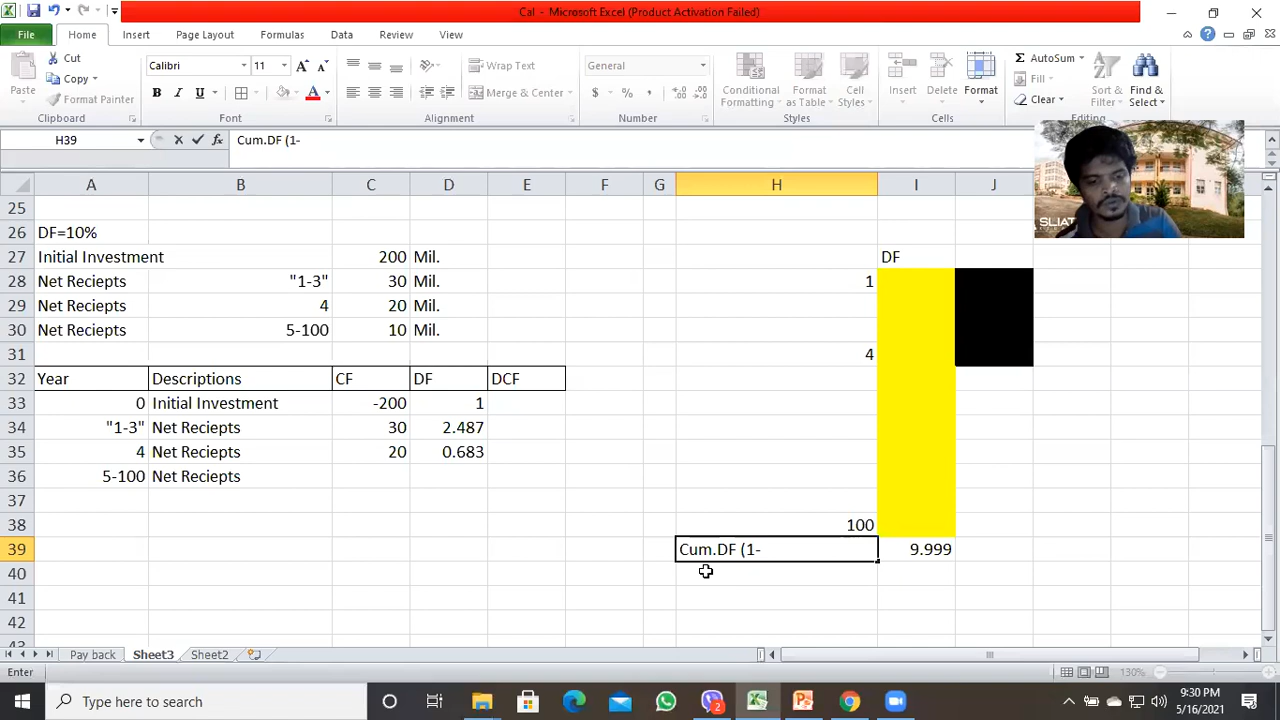 Cal - Microsoft Excel (Product Activation Failed)
File Home Insert Page Layout Formulas Data Review View
Cut
Copy
Format Painter
Paste
Clipboard
Calibri 11
B I U
Font
Wrap Text
Merge & Center
Alignment
General
$ % ,
Number
Conditional Formatting
Format as Table
Cell Styles
Styles
Insert Delete Format
Cells
AutoSum
Fill
Clear
Sort & Filter
Find & Select
Editing
SLIAT
H39 fx Cum.DF (1-
A B C D E F G H I J
25
26 DF=10%
27 Initial Investment 200 Mil. DF
28 Net Reciepts "1-3" 30 Mil. 1
29 Net Reciepts 4 20 Mil.
30 Net Reciepts 5-100 10 Mil.
31 4
32 Year Descriptions CF DF DCF
33 0 Initial Investment -200 1
34 "1-3" Net Reciepts 30 2.487
35 4 Net Reciepts 20 0.683
36 5-100 Net Reciepts
37
38 100
39 Cum.DF (1- 9.999
40
41
42
43
Pay back Sheet3 Sheet2
Enter 130%
Type here to search
2
9:30 PM
5/16/2021